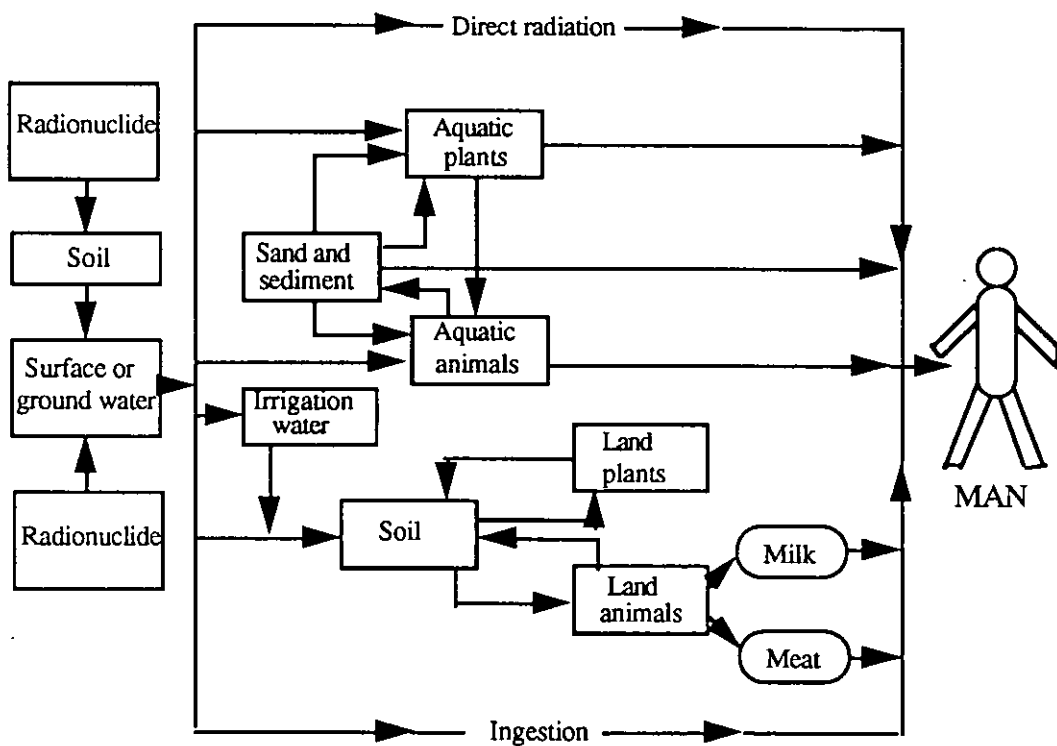 Direct radiation
Radionuclide
Aquatic
plants
Soil
Sand and
sediment
Surface or
ground water
Aquatic
animals
Irrigation
water
Land
plants
MAN
Radionuclide
Soil
Milk
Land
animals
Meat
Ingestion